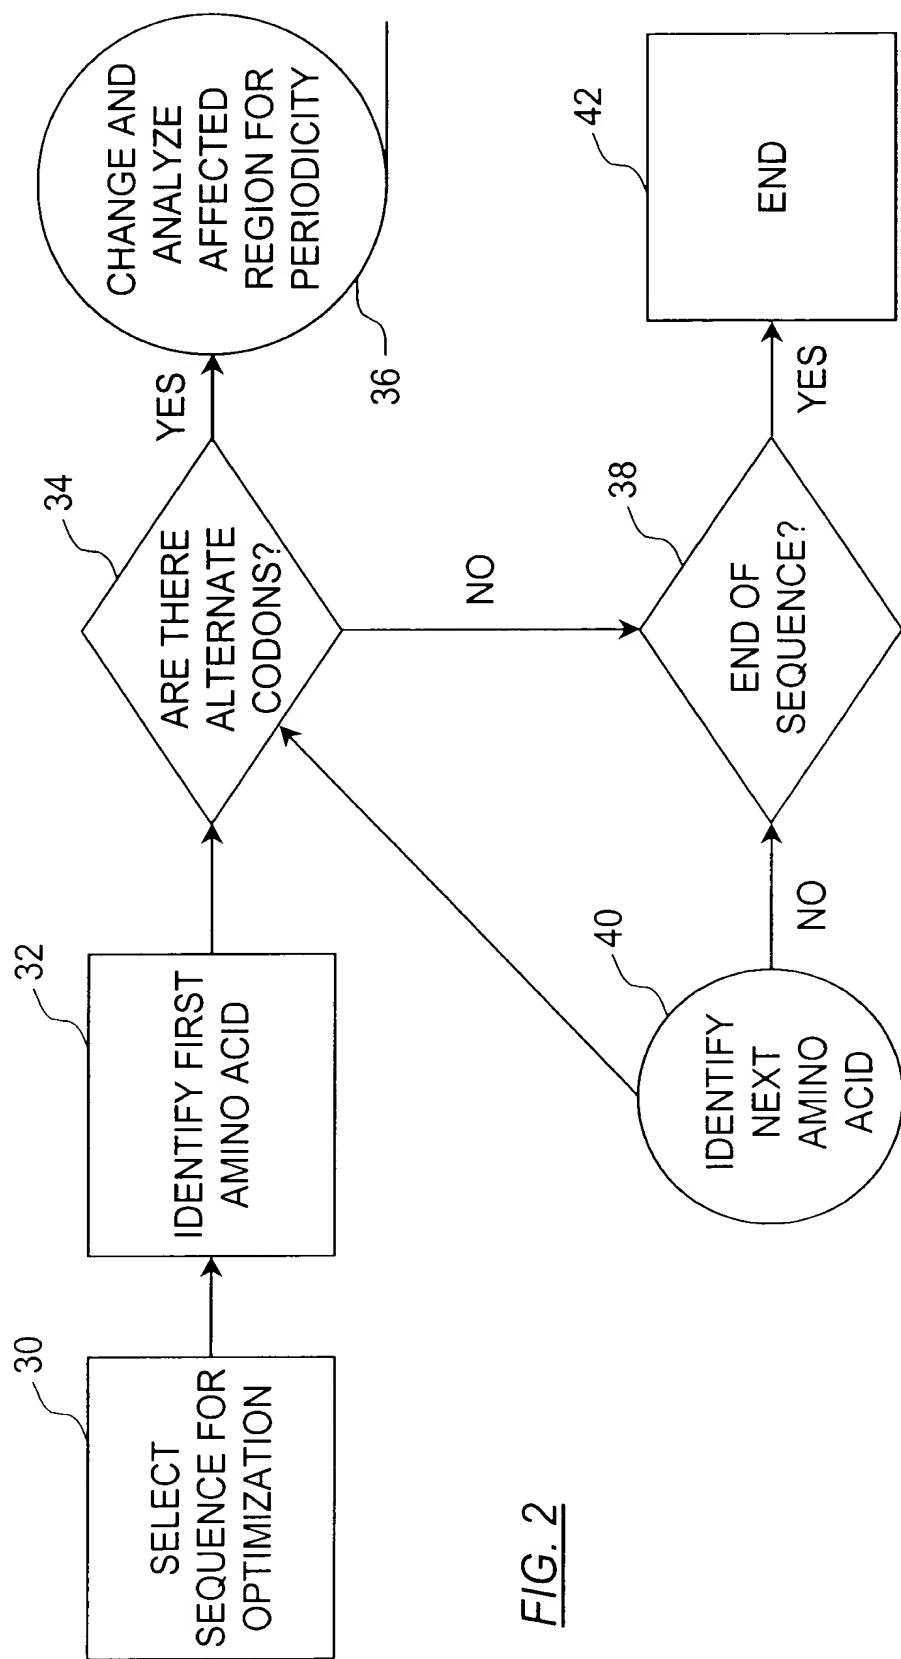 30
SELECT
SEQUENCE FOR
OPTIMIZATION
32
IDENTIFY FIRST
AMINO ACID
34
ARE THERE
ALTERNATE
CODONS?
YES
CHANGE AND
ANALYZE
AFFECTED
REGION FOR
PERIODICITY
36
NO
40
IDENTIFY
NEXT
AMINO
ACID
NO
38
END OF
SEQUENCE?
YES
42
END
FIG. 2